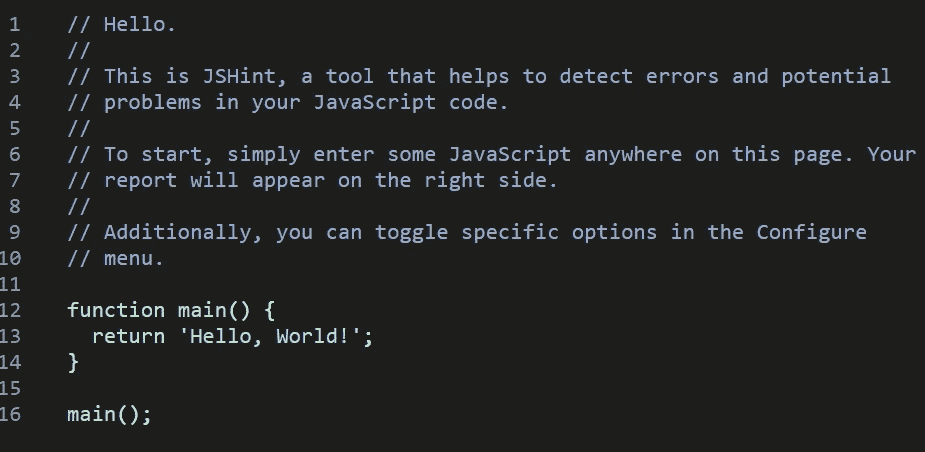 1 // Hello.
2 //
3 // This is JSHint, a tool that helps to detect errors and potential
4 // problems in your JavaScript code.
5 //
6 // To start, simply enter some JavaScript anywhere on this page. Your
7 // report will appear on the right side.
8 //
9 // Additionally, you can toggle specific options in the Configure
10 // menu.
11
12 function main() {
13   return 'Hello, World!';
14 }
15
16 main();